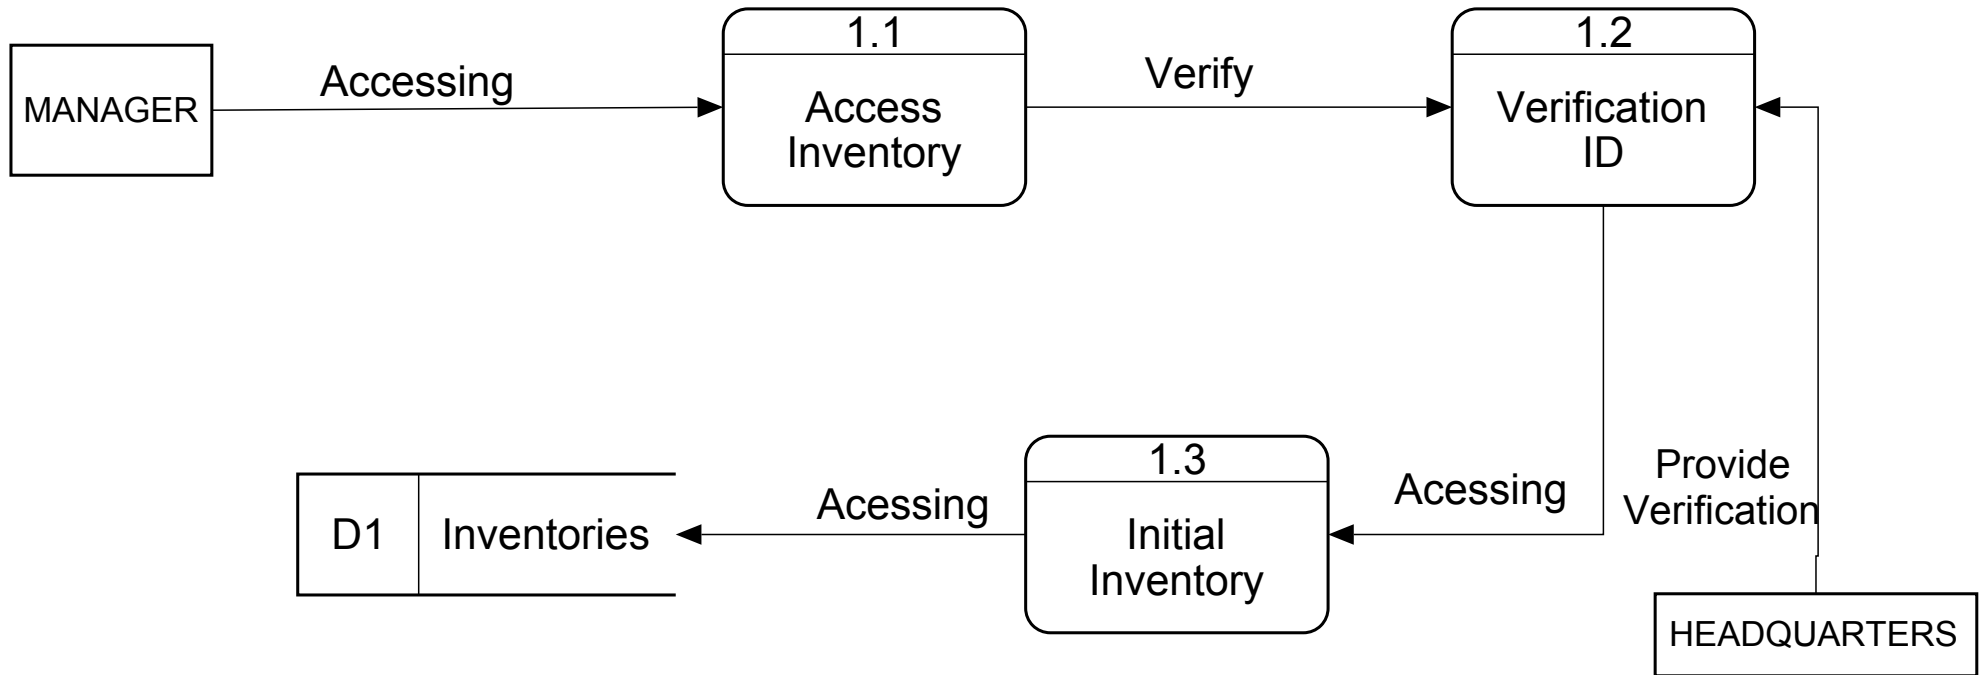 1.1
1.2
MANAGER
Accessing
Access
Inventory
Verify
Verification
ID
D1
Inventories
Acessing
1.3
Initial
Inventory
Acessing
Provide
Verification
HEADQUARTERS